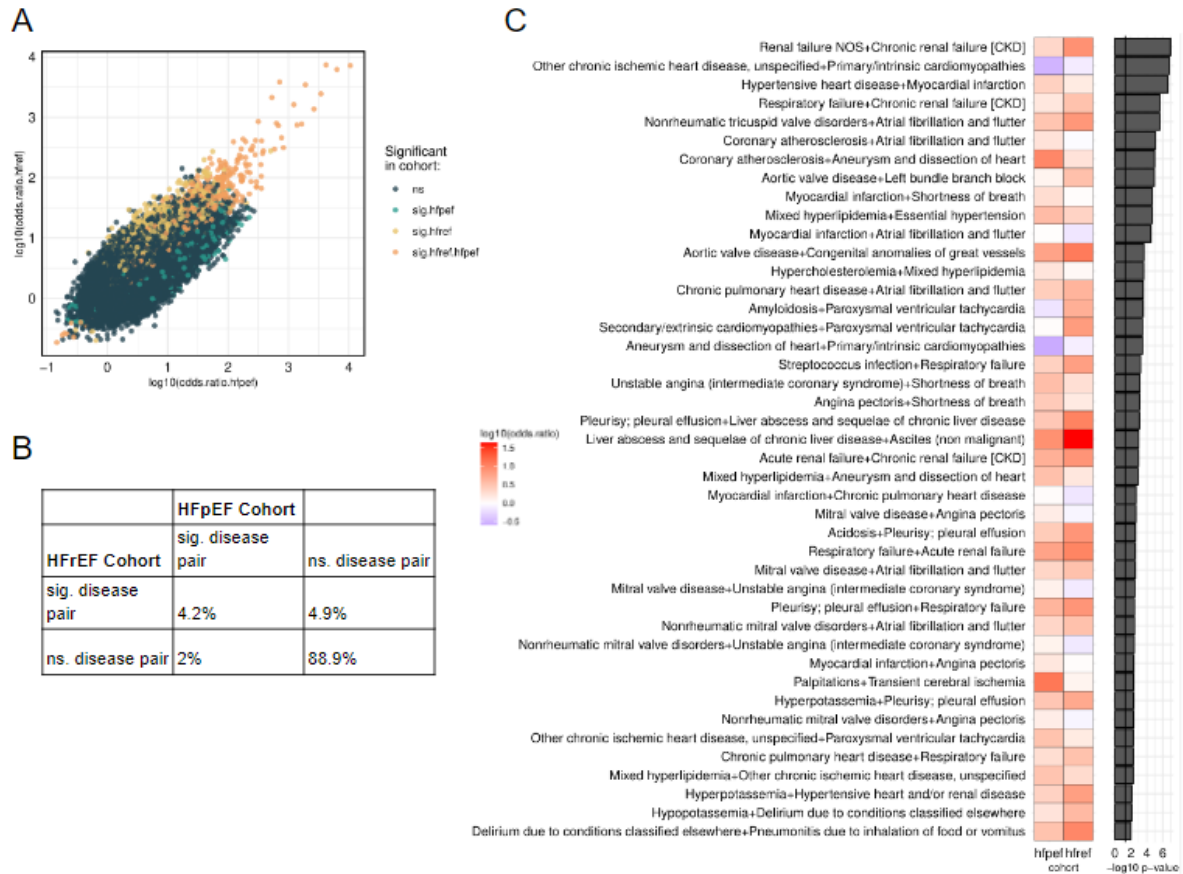 A
4
3
2
1
0
log10(odds.ratio.hfref)
−1 0 1 2 3 4
log10(odds.ratio.hfpef)
Significant
in cohort:
ns
sig.hfpef
sig.hfref
sig.hfref.hfpef
B
HFpEF Cohort
HFrEF Cohort
sig. disease
pair
ns. disease pair
sig. disease
pair
4.2%
4.9%
ns. disease pair
2%
88.9%
C
Renal failure NOS+Chronic renal failure [CKD]
Other chronic ischemic heart disease, unspecified+Primary/intrinsic cardiomyopathies
Hypertensive heart disease+Myocardial infarction
Respiratory failure+Chronic renal failure [CKD]
Nonrheumatic tricuspid valve disorders+Atrial fibrillation and flutter
Coronary atherosclerosis+Atrial fibrillation and flutter
Coronary atherosclerosis+Aneurysm and dissection of heart
Aortic valve disease+Left bundle branch block
Myocardial infarction+Shortness of breath
Mixed hyperlipidemia+Essential hypertension
Myocardial infarction+Atrial fibrillation and flutter
Aortic valve disease+Congenital anomalies of great vessels
Hypercholesterolemia+Mixed hyperlipidemia
Chronic pulmonary heart disease+Atrial fibrillation and flutter
Amyloidosis+Paroxysmal ventricular tachycardia
Secondary/extrinsic cardiomyopathies+Paroxysmal ventricular tachycardia
Aneurysm and dissection of heart+Primary/intrinsic cardiomyopathies
Streptococcus infection+Respiratory failure
Unstable angina (intermediate coronary syndrome)+Shortness of breath
Angina pectoris+Shortness of breath
Pleurisy; pleural effusion+Liver abscess and sequelae of chronic liver disease
Liver abscess and sequelae of chronic liver disease+Ascites (non malignant)
Acute renal failure+Chronic renal failure [CKD]
Mixed hyperlipidemia+Aneurysm and dissection of heart
Myocardial infarction+Chronic pulmonary heart disease
Mitral valve disease+Angina pectoris
Acidosis+Pleurisy; pleural effusion
Respiratory failure+Acute renal failure
Mitral valve disease+Atrial fibrillation and flutter
Mitral valve disease+Unstable angina (intermediate coronary syndrome)
Pleurisy; pleural effusion+Respiratory failure
Nonrheumatic mitral valve disorders+Atrial fibrillation and flutter
Nonrheumatic mitral valve disorders+Unstable angina (intermediate coronary syndrome)
Myocardial infarction+Angina pectoris
Palpitations+Transient cerebral ischemia
Hyperpotassemia+Pleurisy; pleural effusion
Nonrheumatic mitral valve disorders+Angina pectoris
Other chronic ischemic heart disease, unspecified+Paroxysmal ventricular tachycardia
Chronic pulmonary heart disease+Respiratory failure
Mixed hyperlipidemia+Other chronic ischemic heart disease, unspecified
Hyperpotassemia+Hypertensive heart and/or renal disease
Hypopotassemia+Delirium due to conditions classified elsewhere
Delirium due to conditions classified elsewhere+Pneumonitis due to inhalation of food or vomitus
log10(odds.ratio)
1.5
1.0
0.5
0.0
−0.5
hfpef hfref
cohort
0 2 4 6
−log10 p−value